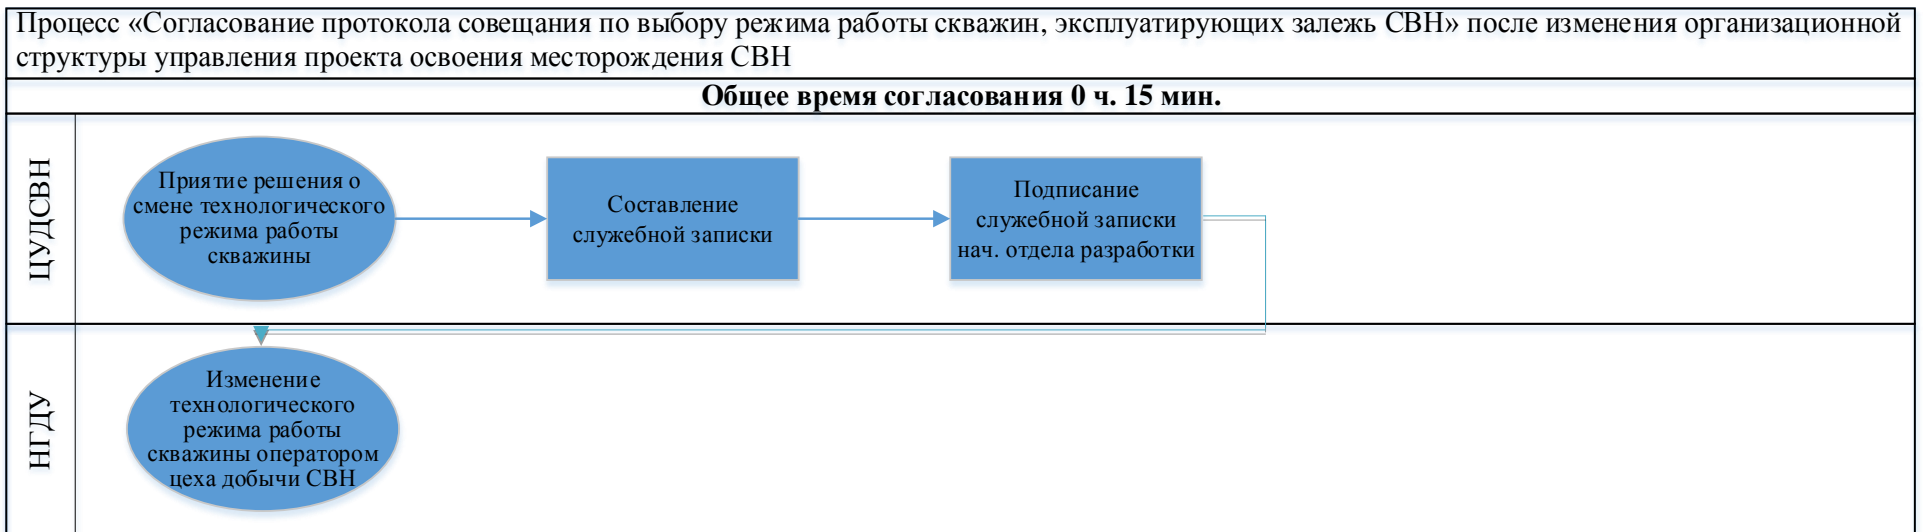 Процесс «Согласование протокола совещания по выбору режима работы скважин, эксплуатирующих залежь СВН» после изменения организационной
структуры управления проекта освоения месторождения СВН
Общее время согласования 0 ч. 15 мин.
ЦУДСВН
Приятие решения о
смене технологического
режима работы
скважины
Составление
служебной записки
Подписание
служебной записки
нач. отдела разработки
НГДУ
Изменение
технологического
режима работы
скважины оператором
цеха добычи СВН